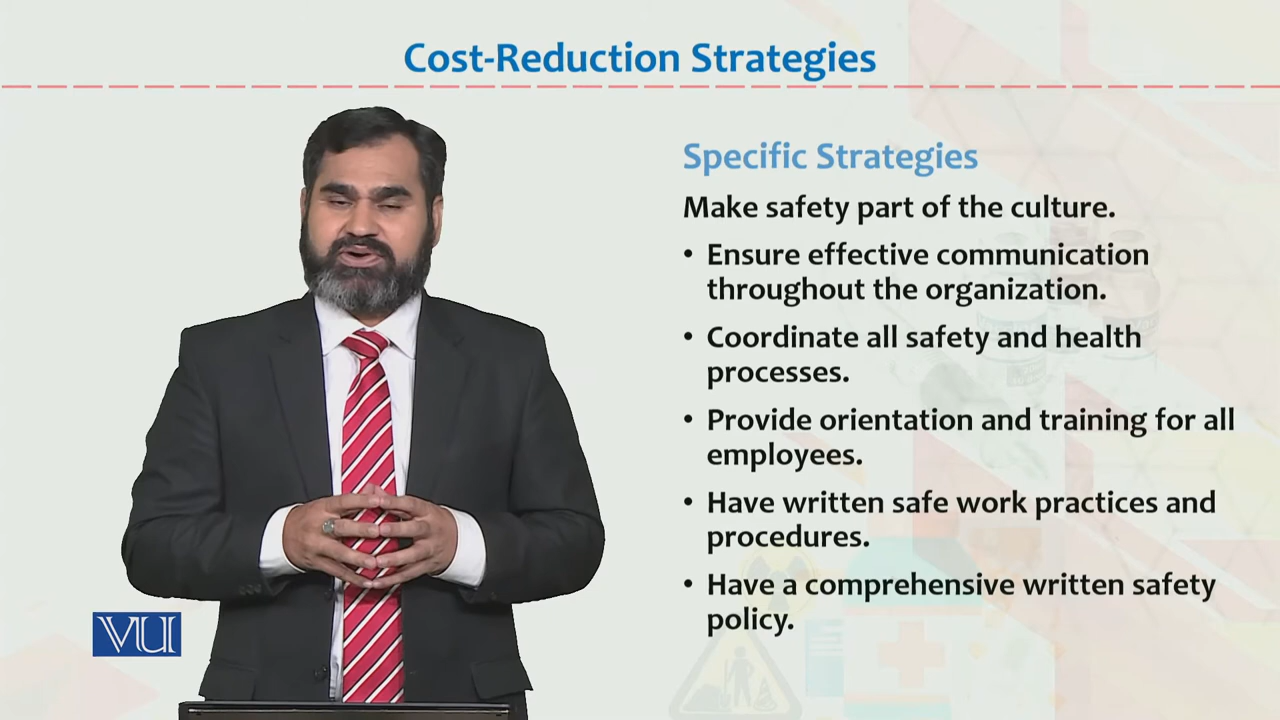 Cost-Reduction Strategies
Specific Strategies
Make safety part of the culture.
• Ensure effective communication
throughout the organization.
• Coordinate all safety and health
processes.
• Provide orientation and training for all
employees.
• Have written safe work practices and
procedures.
• Have a comprehensive written safety
policy.
VU